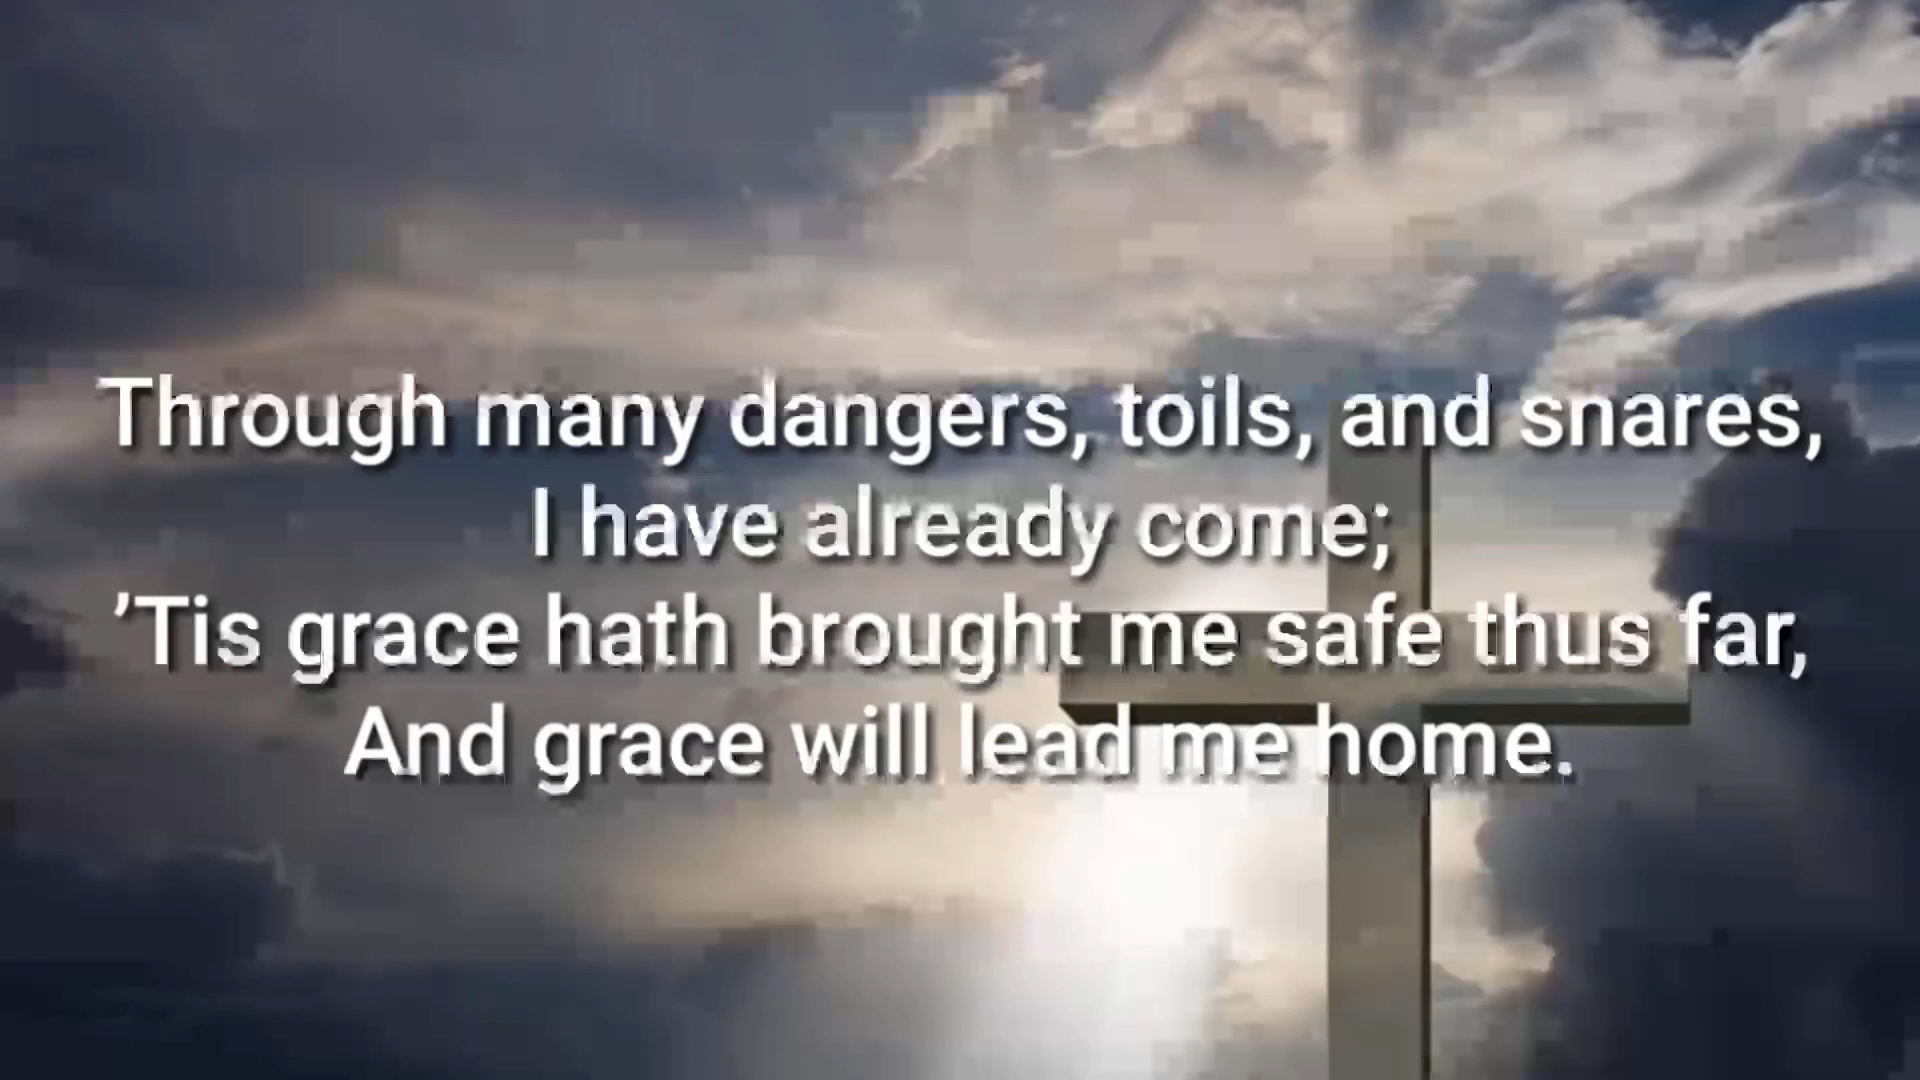 Through many dangers, toils, and snares,
I have already come;
’Tis grace hath brought me safe thus far,
And grace will lead me home.